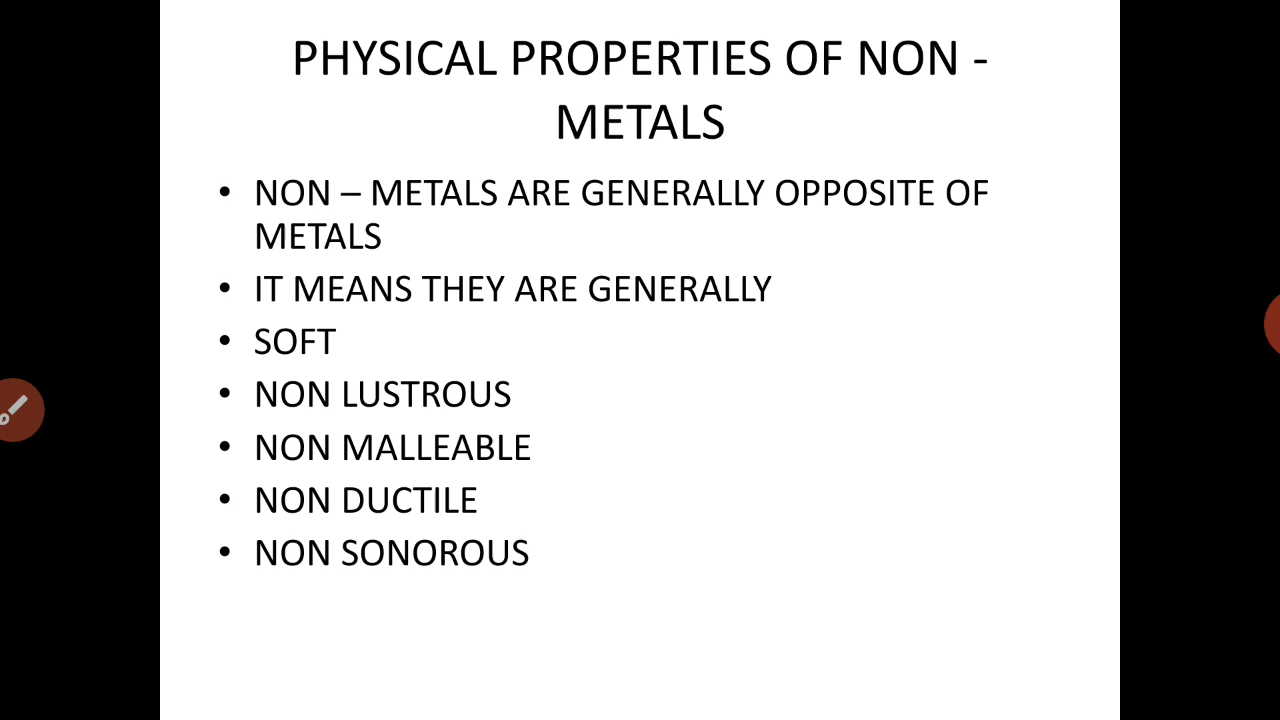 PHYSICAL PROPERTIES OF NON -
METALS
• NON – METALS ARE GENERALLY OPPOSITE OF
METALS
• IT MEANS THEY ARE GENERALLY
• SOFT
• NON LUSTROUS
• NON MALLEABLE
• NON DUCTILE
• NON SONOROUS